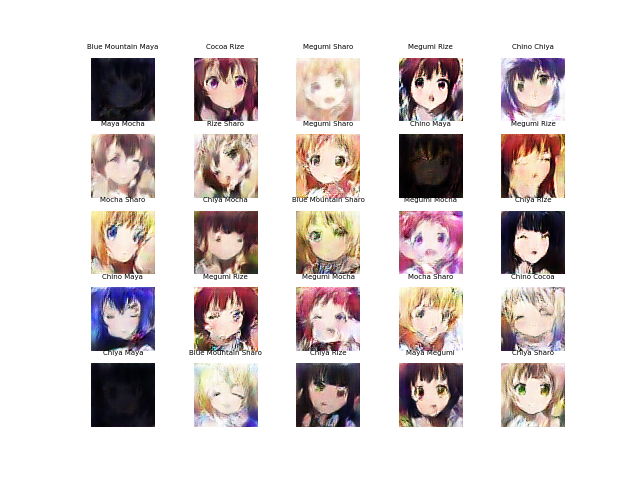 Blue Mountain Maya
Cocoa Rize
Megumi Sharo
Megumi Rize
Chino Chiya
Maya Mocha
Rize Sharo
Megumi Sharo
Chino Maya
Megumi Rize
Mocha Sharo
Chiya Mocha
Blue Mountain Sharo
Megumi Mocha
Chiya Rize
Chino Maya
Megumi Rize
Megumi Mocha
Mocha Sharo
Chino Cocoa
Chiya Maya
Blue Mountain Sharo
Chiya Rize
Maya Megumi
Chiya Sharo